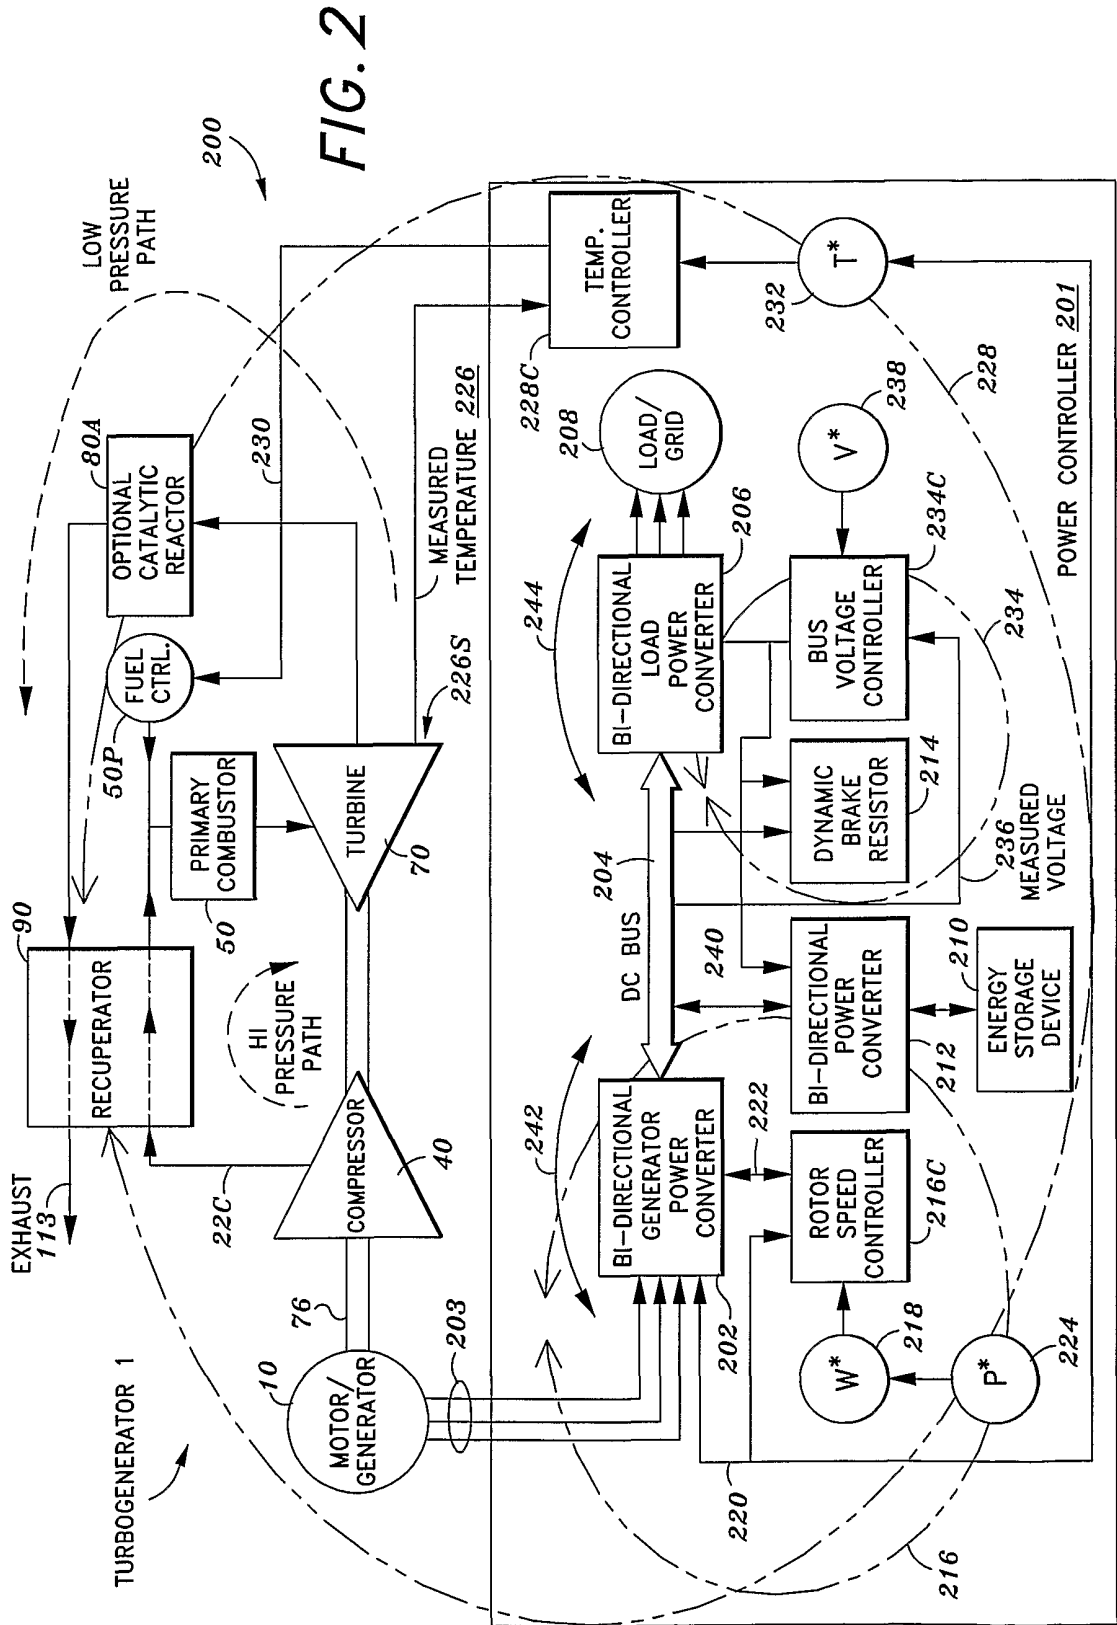 FIG. 2
200
LOW
PRESSURE
PATH
TURBOGENERATOR 1
EXHAUST
113
90
RECUPERATOR
50P
FUEL
CTRL.
80A
OPTIONAL
CATALYTIC
REACTOR
230
22C
HI
PRESSURE
PATH
50
PRIMARY
COMBUSTOR
10
MOTOR/
GENERATOR
76
COMPRESSOR
40
TURBINE
70
226S
MEASURED
TEMPERATURE 226
203
228C
TEMP.
CONTROLLER
242
244
208
LOAD/
GRID
BI-DIRECTIONAL
GENERATOR
POWER
CONVERTER
202
DC BUS
204
BI-DIRECTIONAL
LOAD
POWER
CONVERTER
206
232
T*
220
222
240
238
V*
ROTOR
SPEED
CONTROLLER
216C
BI-DIRECTIONAL
POWER
CONVERTER
212
DYNAMIC
BRAKE
RESISTOR
214
BUS
VOLTAGE
CONTROLLER
234C
W*
218
P*
224
210
ENERGY
STORAGE
DEVICE
236
MEASURED
VOLTAGE
234
228
216
POWER CONTROLLER 201